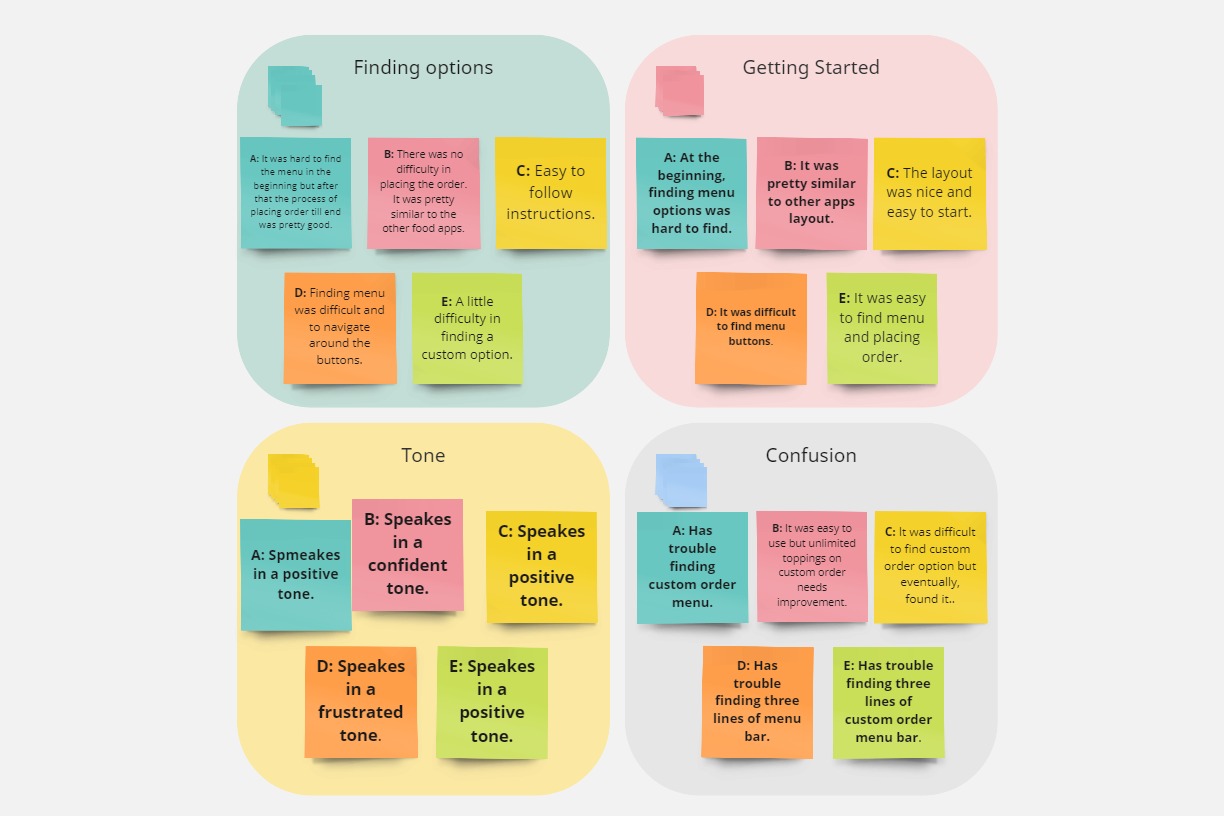 Finding options
A: It was hard to find
the menu in the
beginning but after
that the process of
placing order till end
was pretty good.
B: There was no
difficulty in
placing the order.
It was pretty
similar to the
other food apps.
C: Easy to
follow
instructions.
D: Finding menu
was difficult and
to navigate
around the
buttons.
E: A little
difficulty in
finding a
custom option.
Getting Started
A: At the
beginning,
finding menu
options was
hard to find.
B: It was
pretty similar
to other apps
layout.
C: The layout
was nice and
easy to start.
D: It was difficult
to find menu
buttons.
E: It was easy
to find menu
and placing
order.
Tone
A: Spmeakes
in a positive
tone.
B: Speakes
in a
confident
tone.
C: Speakes
in a
positive
tone.
D: Speakes
in a
frustrated
tone.
E: Speakes
in a
positive
tone.
Confusion
A: Has
trouble
finding
custom order
menu.
B: It was easy to
use but unlimited
toppings on
custom order
needs
improvement.
C: It was difficult
to find custom
order option but
eventually,
found it..
D: Has
trouble
finding three
lines of menu
bar.
E: Has trouble
finding three
lines of
custom order
menu bar.